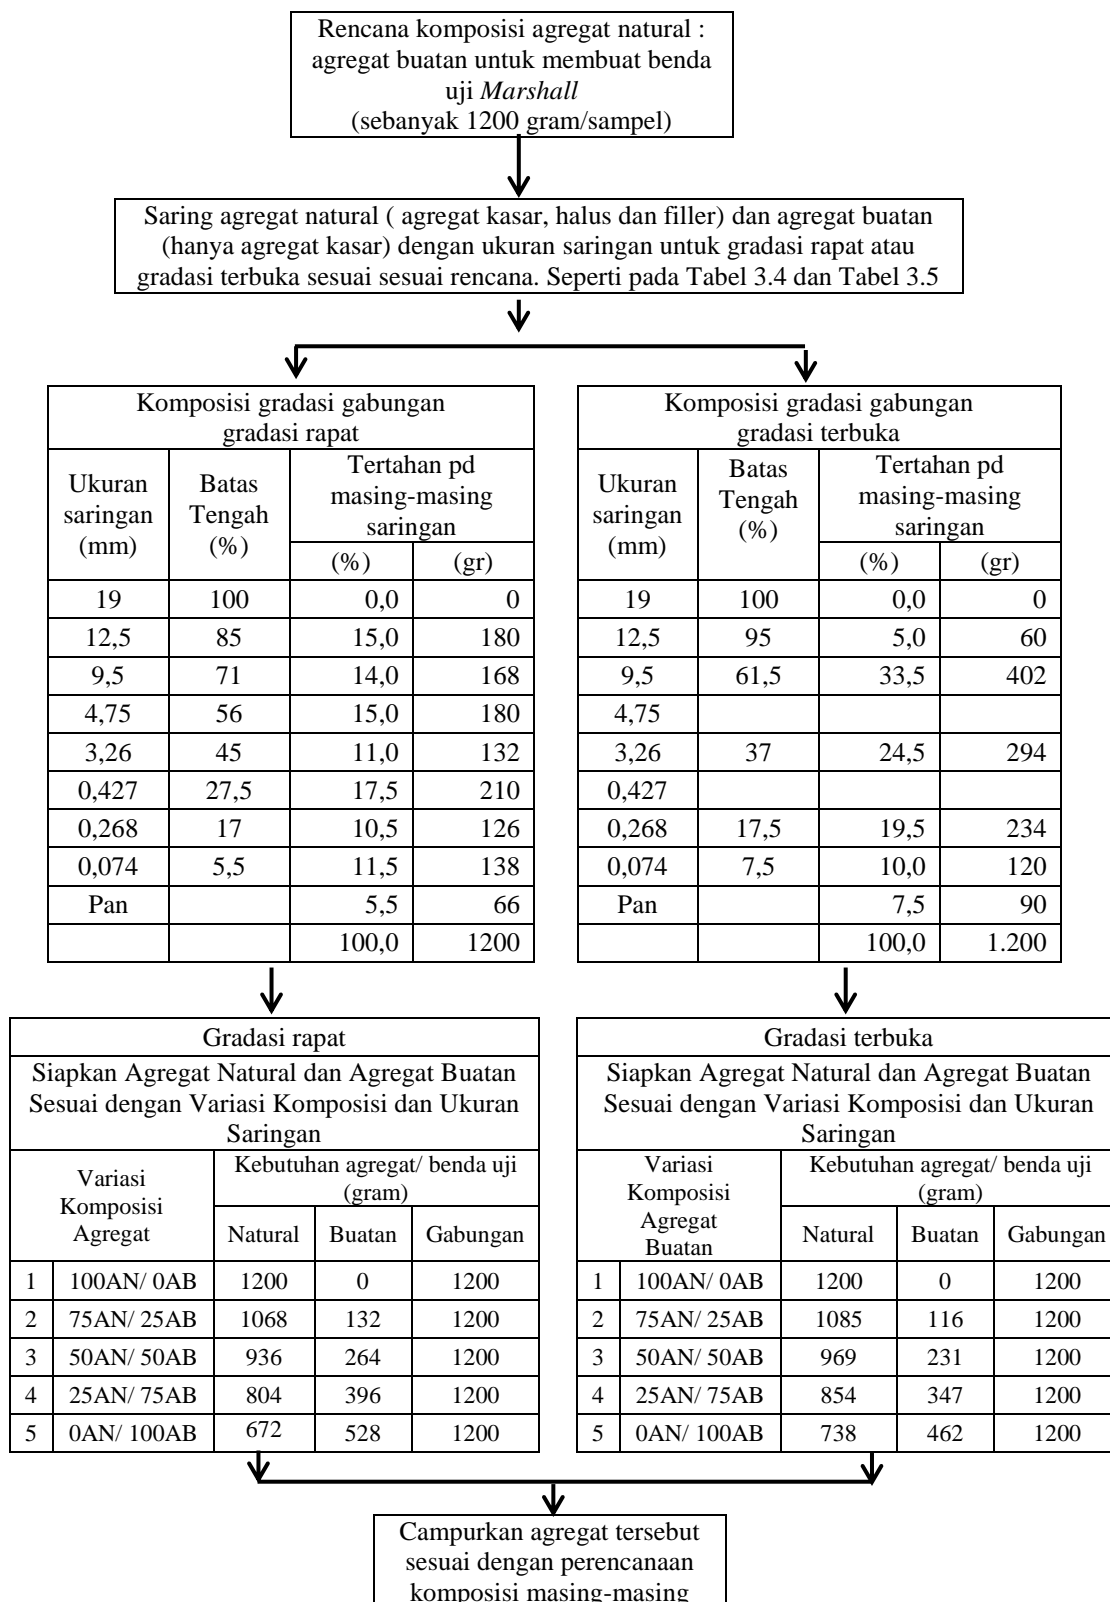 Rencana komposisi agregat natural :
agregat buatan untuk membuat benda
uji Marshall
(sebanyak 1200 gram/sampel)
Saring agregat natural ( agregat kasar, halus dan filler) dan agregat buatan
(hanya agregat kasar) dengan ukuran saringan untuk gradasi rapat atau
gradasi terbuka sesuai sesuai rencana. Seperti pada Tabel 3.4 dan Tabel 3.5
Komposisi gradasi gabungan
gradasi rapat
Ukuran saringan (mm) Batas Tengah (%) Tertahan pd masing-masing saringan
(%) (gr)
19 100 0,0 0
12,5 85 15,0 180
9,5 71 14,0 168
4,75 56 15,0 180
3,26 45 11,0 132
0,427 27,5 17,5 210
0,268 17 10,5 126
0,074 5,5 11,5 138
Pan 5,5 66
100,0 1200
Komposisi gradasi gabungan
gradasi terbuka
Ukuran saringan (mm) Batas Tengah (%) Tertahan pd masing-masing saringan
(%) (gr)
19 100 0,0 0
12,5 95 5,0 60
9,5 61,5 33,5 402
4,75
3,26 37 24,5 294
0,427
0,268 17,5 19,5 234
0,074 7,5 10,0 120
Pan 7,5 90
100,0 1.200
Gradasi rapat
Siapkan Agregat Natural dan Agregat Buatan
Sesuai dengan Variasi Komposisi dan Ukuran
Saringan
Variasi Komposisi Agregat Kebutuhan agregat/ benda uji (gram)
Natural Buatan Gabungan
1 100AN/ 0AB 1200 0 1200
2 75AN/ 25AB 1068 132 1200
3 50AN/ 50AB 936 264 1200
4 25AN/ 75AB 804 396 1200
5 0AN/ 100AB 672 528 1200
Gradasi terbuka
Siapkan Agregat Natural dan Agregat Buatan
Sesuai dengan Variasi Komposisi dan Ukuran
Saringan
Variasi Komposisi Agregat Buatan Kebutuhan agregat/ benda uji (gram)
Natural Buatan Gabungan
1 100AN/ 0AB 1200 0 1200
2 75AN/ 25AB 1085 116 1200
3 50AN/ 50AB 969 231 1200
4 25AN/ 75AB 854 347 1200
5 0AN/ 100AB 738 462 1200
Campurkan agregat tersebut
sesuai dengan perencanaan
komposisi masing-masing